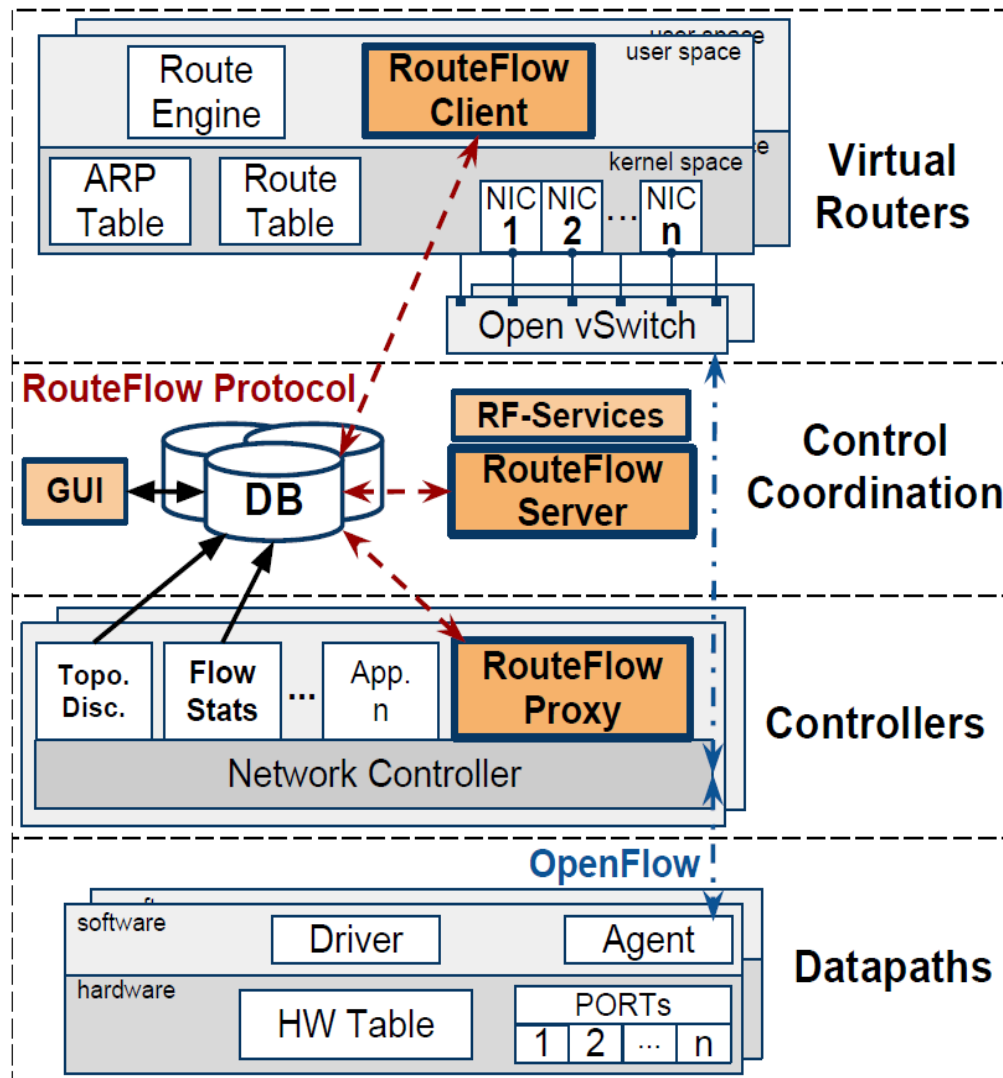 user space
user space
Route
Engine
RouteFlow
Client
kernel space
ARP
Table
Route
Table
NIC
1
NIC
2
...
NIC
n
Virtual
Routers
Open vSwitch
RouteFlow Protocol
RF-Services
GUI
DB
RouteFlow
Server
Control
Coordination
Topo.
Disc.
Flow
Stats
...
App.
n
RouteFlow
Proxy
Network Controller
Controllers
OpenFlow
software
Driver
Agent
hardware
HW Table
PORTs
1 2 ... n
Datapaths